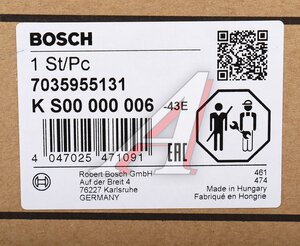 BOSCH
1 St/Pc
7035955131
K S00 000 006 -43E
4 047025 471091
EAC
BOSCH
Robert Bosch GmbH
Auf der Breit 4
76227 Karlsruhe
GERMANY
461
474
Made in Hungary
Fabriqué en Hongrie